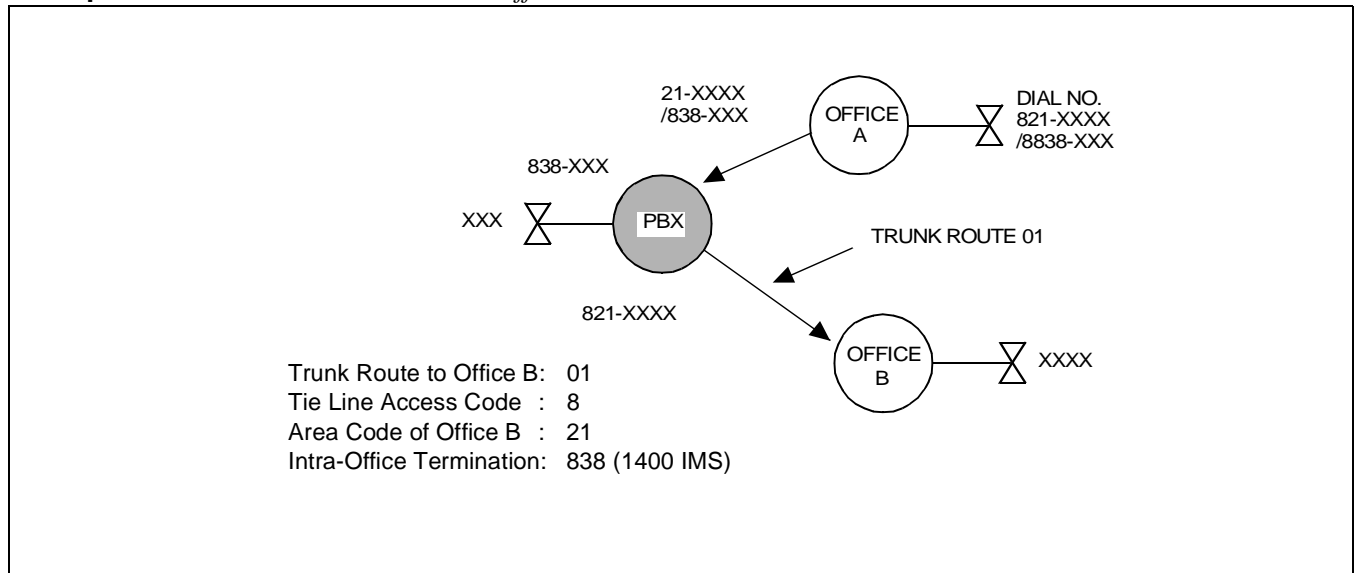 21-XXXX
/838-XXX
OFFICE
A
DIAL NO.
821-XXXX
/8838-XXX
838-XXX
XXX
PBX
TRUNK ROUTE 01
821-XXXX
OFFICE
B
XXXX
Trunk Route to Office B: 01
Tie Line Access Code : 8
Area Code of Office B : 21
Intra-Office Termination: 838 (1400 IMS)